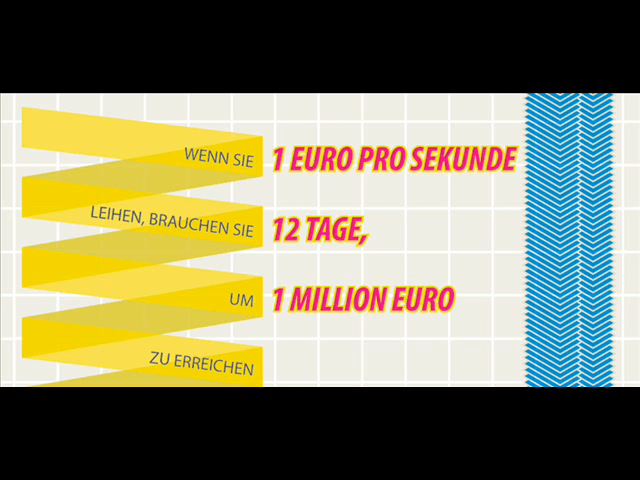 WENN SIE 1 EURO PRO SEKUNDE
LEIHEN, BRAUCHEN SIE 12 TAGE,
UM 1 MILLION EURO
ZU ERREICHEN